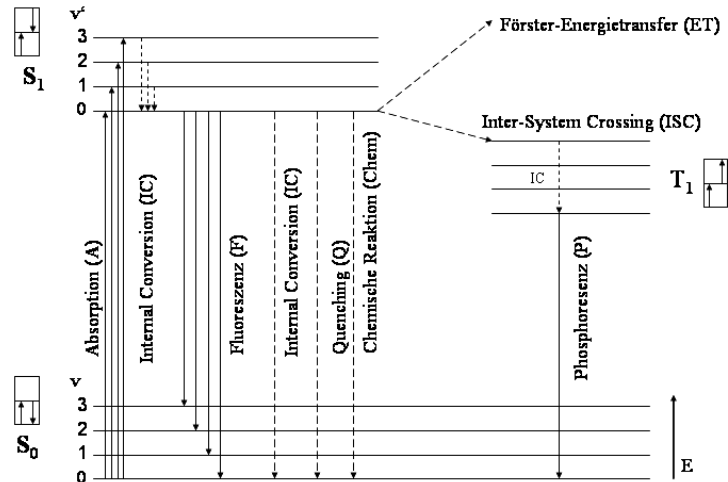 v‘
3
2
1
0
S1
Förster-Energietransfer (ET)
Inter-System Crossing (ISC)
IC
T1
Absorption (A)
Internal Conversion (IC)
Fluoreszenz (F)
Internal Conversion (IC)
Quenching (Q)
Chemische Reaktion (Chem)
Phosphoresenz (P)
v
3
2
1
0
S0
E